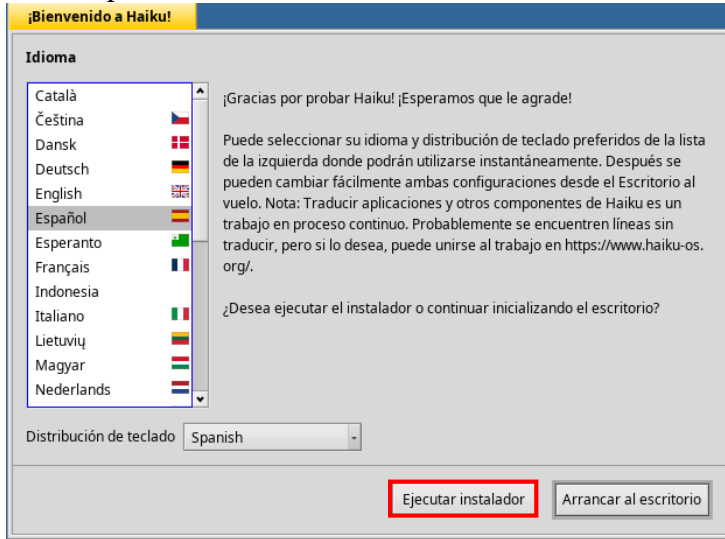 ¡Bienvenido a Haiku!
Idioma
Català
Čeština
Dansk
Deutsch
English
Español
Esperanto
Français
Indonesia
Italiano
Lietuvių
Magyar
Nederlands
¡Gracias por probar Haiku! ¡Esperamos que le agrade!
Puede seleccionar su idioma y distribución de teclado preferidos de la lista
de la izquierda donde podrán utilizarse instantáneamente. Después se
pueden cambiar fácilmente ambas configuraciones desde el Escritorio al
vuelo. Nota: Traducir aplicaciones y otros componentes de Haiku es un
trabajo en proceso continuo. Probablemente se encuentren líneas sin
traducir, pero si lo desea, puede unirse al trabajo en https://www.haiku-os.
org/.
¿Desea ejecutar el instalador o continuar inicializando el escritorio?
Distribución de teclado Spanish
Ejecutar instalador
Arrancar al escritorio